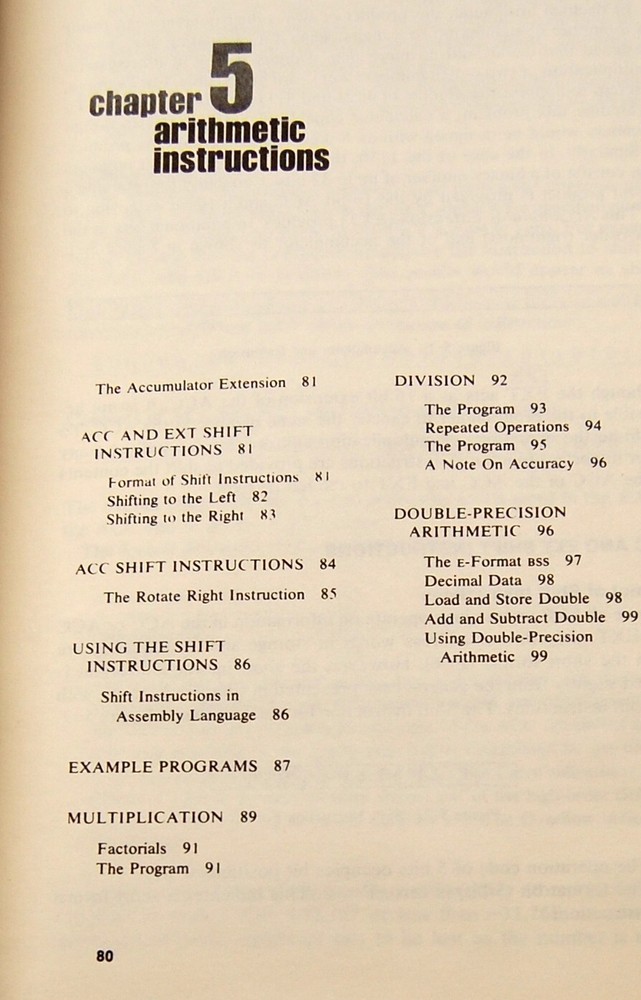 chapter 5
arithmetic
instructions
The Accumulator Extension 81
ACC AND EXT SHIFT
INSTRUCTIONS 81
Format of Shift Instructions 81
Shifting to the Left 82
Shifting to the Right 83
ACC SHIFT INSTRUCTIONS 84
The Rotate Right Instruction 85
USING THE SHIFT
INSTRUCTIONS 86
Shift Instructions in
Assembly Language 86
EXAMPLE PROGRAMS 87
MULTIPLICATION 89
Factorials 91
The Program 91
DIVISION 92
The Program 93
Repeated Operations 94
The Program 95
A Note On Accuracy 96
DOUBLE-PRECISION
ARITHMETIC 96
The E-Format BSS 97
Decimal Data 98
Load and Store Double 98
Add and Subtract Double 99
Using Double-Precision
Arithmetic 99
80